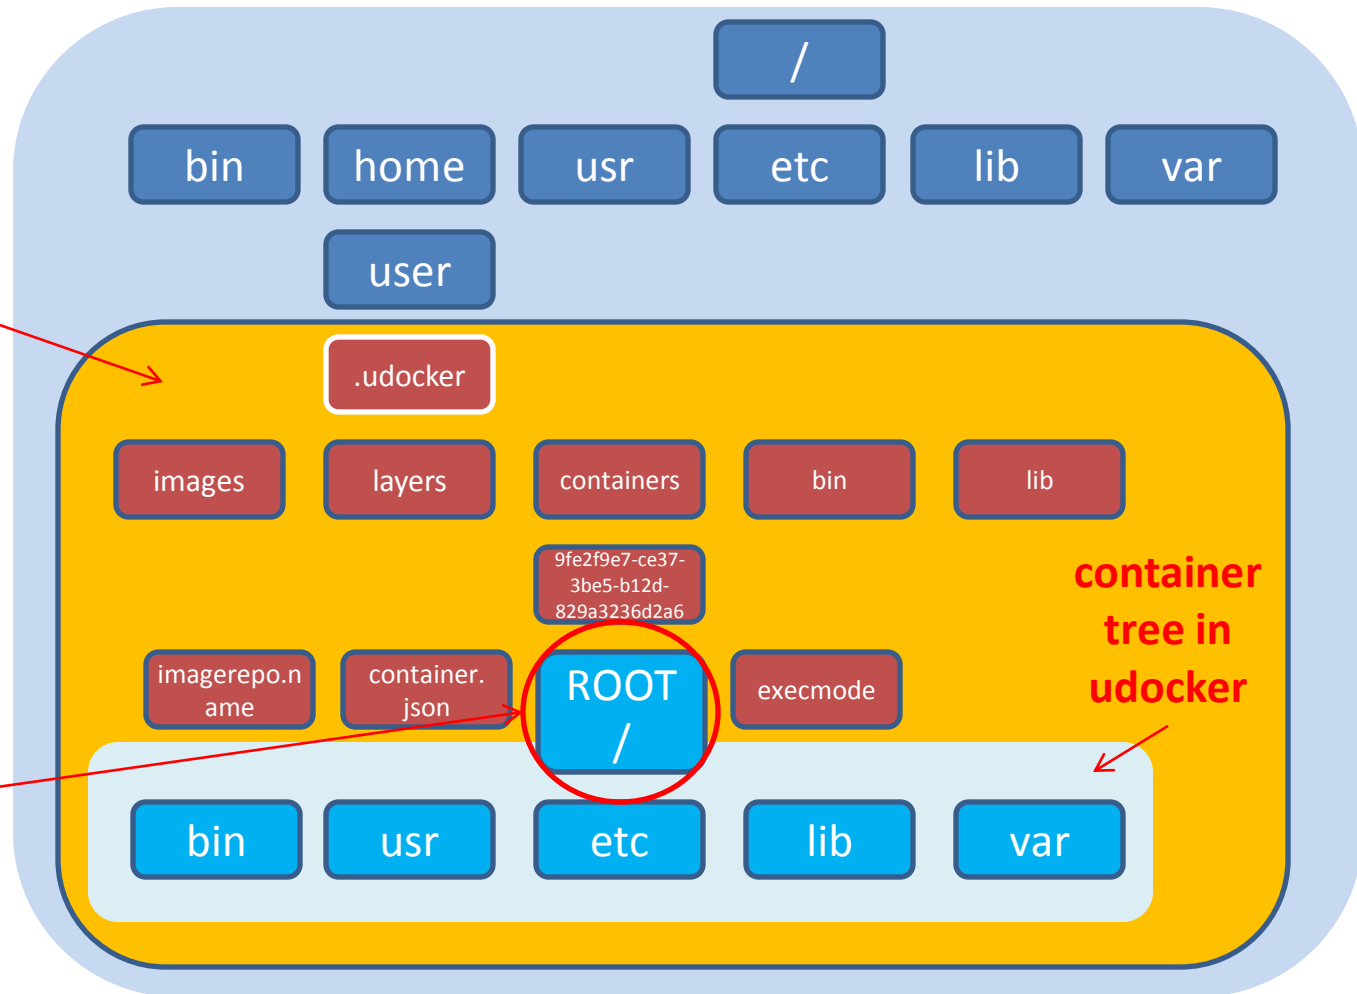 /
bin
home
usr
etc
lib
var
user
.udocker
images
layers
containers
bin
lib
9fe2f9e7-ce37-
3be5-b12d-
829a3236d2a6
container
tree in
udocker
imagerepo.n
ame
container.
json
ROOT
/
execmode
bin
usr
etc
lib
var